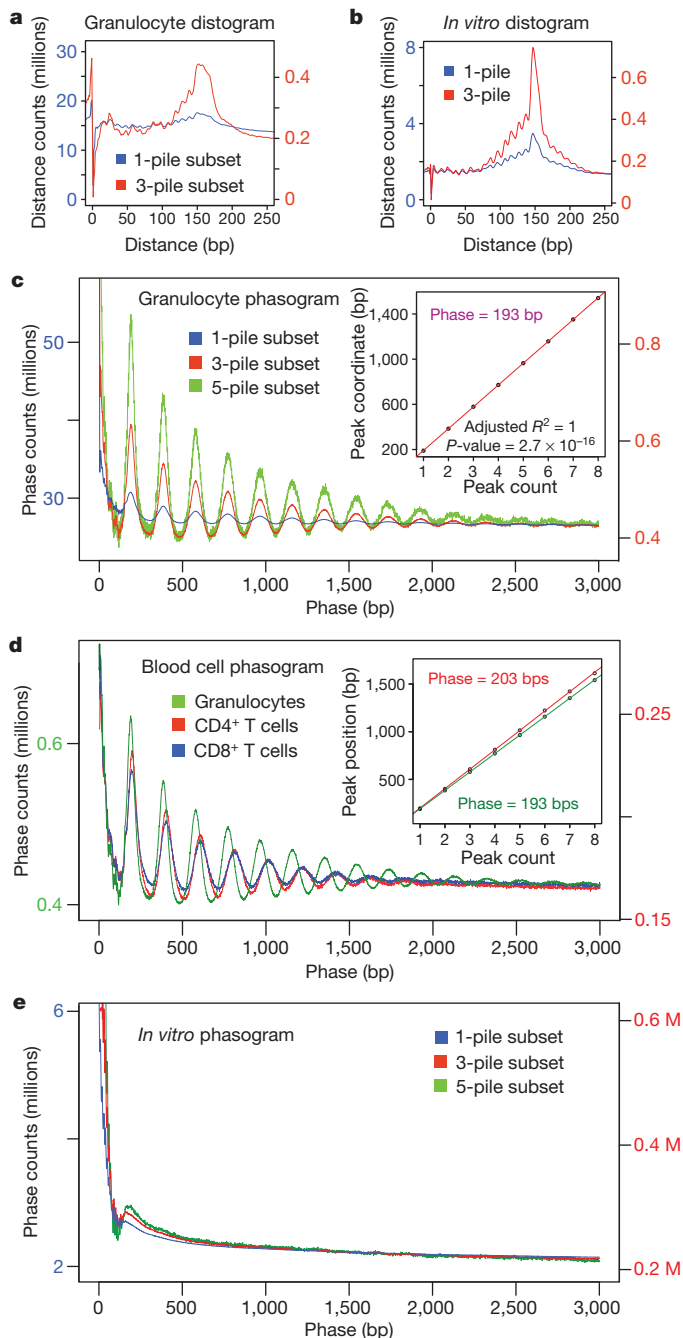 a Granulocyte distogram
Distance counts (millions)
30
25
20
15
10
5
0
0.4
0.2
0
1-pile subset
3-pile subset
0 50 100 150 200 250
Distance (bp)
b In vitro distogram
Distance counts (millions)
8
4
2
0
0.6
0.4
0.2
0
1-pile
3-pile
0 50 100 150 200 250
Distance (bp)
c Granulocyte phasogram
Phase counts (millions)
50
30
0.8
0.6
0.4
1-pile subset
3-pile subset
5-pile subset
Peak coordinate (bp)
1,400
1,000
600
200
Phase = 193 bp
Adjusted R² = 1
P-value = 2.7 × 10⁻¹⁶
1 2 3 4 5 6 7 8
Peak count
0 500 1,000 1,500 2,000 2,500 3,000
Phase (bp)
d Blood cell phasogram
Phase counts (millions)
0.6
0.4
0.25
0.15
Granulocytes
CD4⁺ T cells
CD8⁺ T cells
Peak position (bp)
1,500
1,000
500
Phase = 203 bps
Phase = 193 bps
1 2 3 4 5 6 7 8
Peak count
0 500 1,000 1,500 2,000 2,500 3,000
Phase (bp)
e In vitro phasogram
Phase counts (millions)
6
2
0.6 M
0.4 M
0.2 M
1-pile subset
3-pile subset
5-pile subset
0 500 1,000 1,500 2,000 2,500 3,000
Phase (bp)